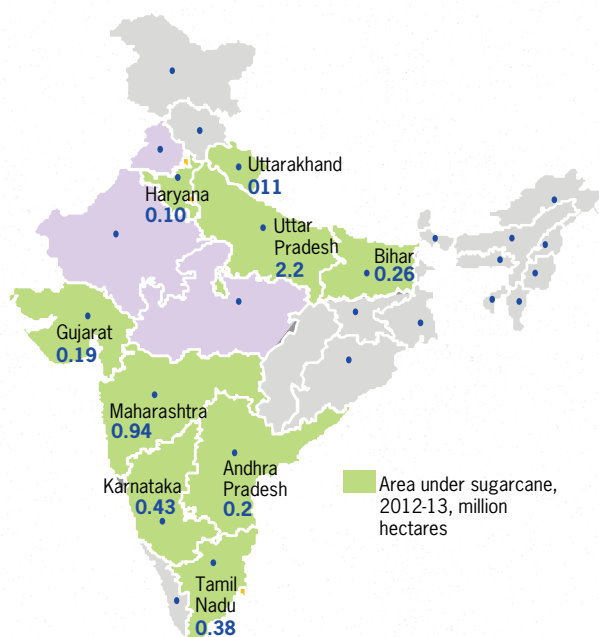 Uttarakhand
011
Haryana
0.10
Uttar
Pradesh
2.2
Bihar
0.26
Gujarat
0.19
Maharashtra
0.94
Karnataka
0.43
Andhra
Pradesh
0.2
Area under sugarcane,
2012-13, million
hectares
Tamil
Nadu
0.38